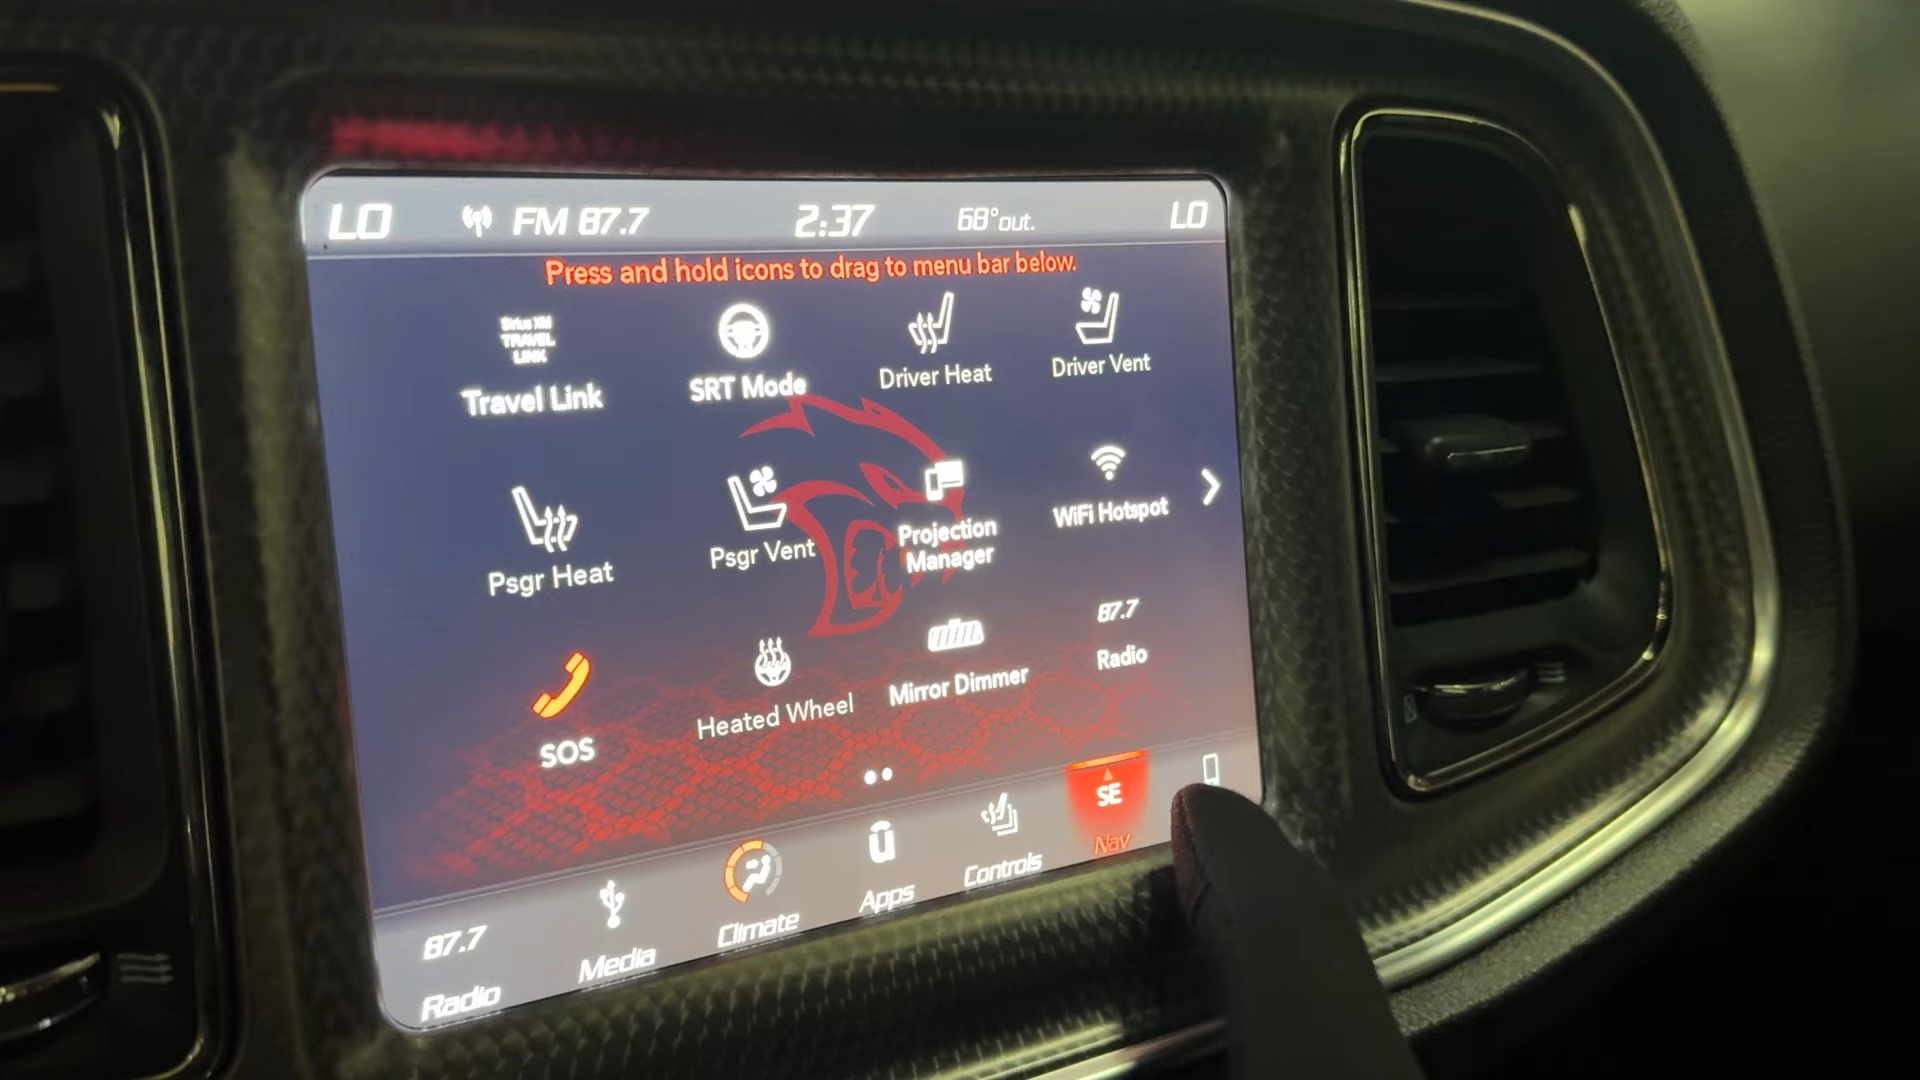 LO FM 87.7 2:37 68°out. LO
Press and hold icons to drag to menu bar below.
Sirius XM
TRAVEL
LINK
Travel Link
SRT Mode
Driver Heat
Driver Vent
Psgr Heat
Psgr Vent
Projection
Manager
WiFi Hotspot
SOS
Heated Wheel
Mirror Dimmer
87.7
Radio
87.7
Radio
Media
Climate
Apps
Controls
SE
Nav